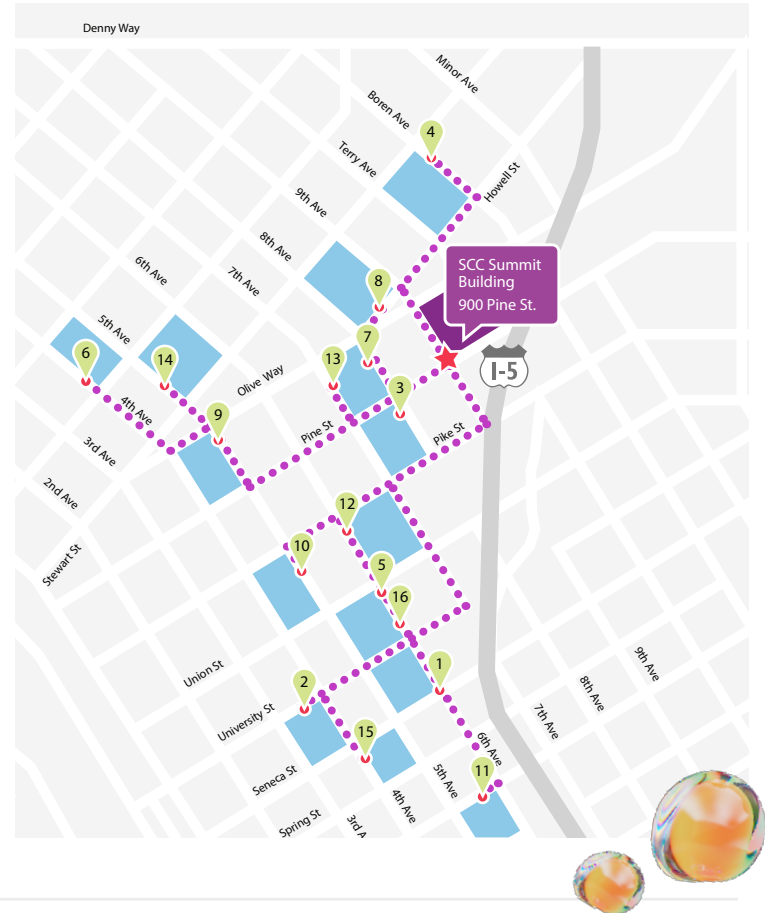 Denny Way
Minor Ave
Boren Ave
4
Terry Ave
Howell St
9th Ave
8th Ave
6th Ave
7th Ave
SCC Summit
Building
900 Pine St.
8
5th Ave
6
14
7
13
3
I-5
Olive Way
4th Ave
9
Pine St
Pike St
3rd Ave
2nd Ave
12
10
Stewart St
5
16
Union St
1
2
9th Ave
8th Ave
7th Ave
University St
15
6th Ave
11
Seneca St
5th Ave
4th Ave
Spring St
3rd A